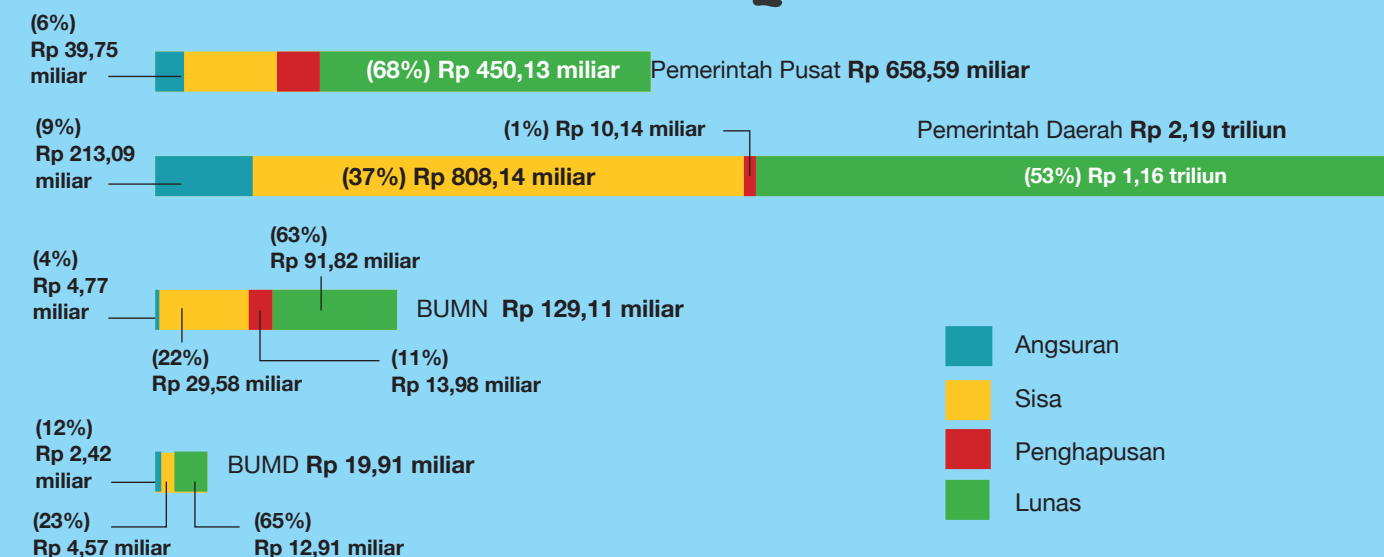 (6%)
Rp 39,75
miliar
(68%) Rp 450,13 miliar
Pemerintah Pusat Rp 658,59 miliar
(9%)
Rp 213,09
miliar
(1%) Rp 10,14 miliar
Pemerintah Daerah Rp 2,19 triliun
(37%) Rp 808,14 miliar
(53%) Rp 1,16 triliun
(63%)
Rp 91,82 miliar
(4%)
Rp 4,77
miliar
BUMN Rp 129,11 miliar
(22%)
Rp 29,58 miliar
(11%)
Rp 13,98 miliar
(12%)
Rp 2,42
miliar
BUMD Rp 19,91 miliar
(23%)
Rp 4,57 miliar
(65%)
Rp 12,91 miliar
Angsuran
Sisa
Penghapusan
Lunas